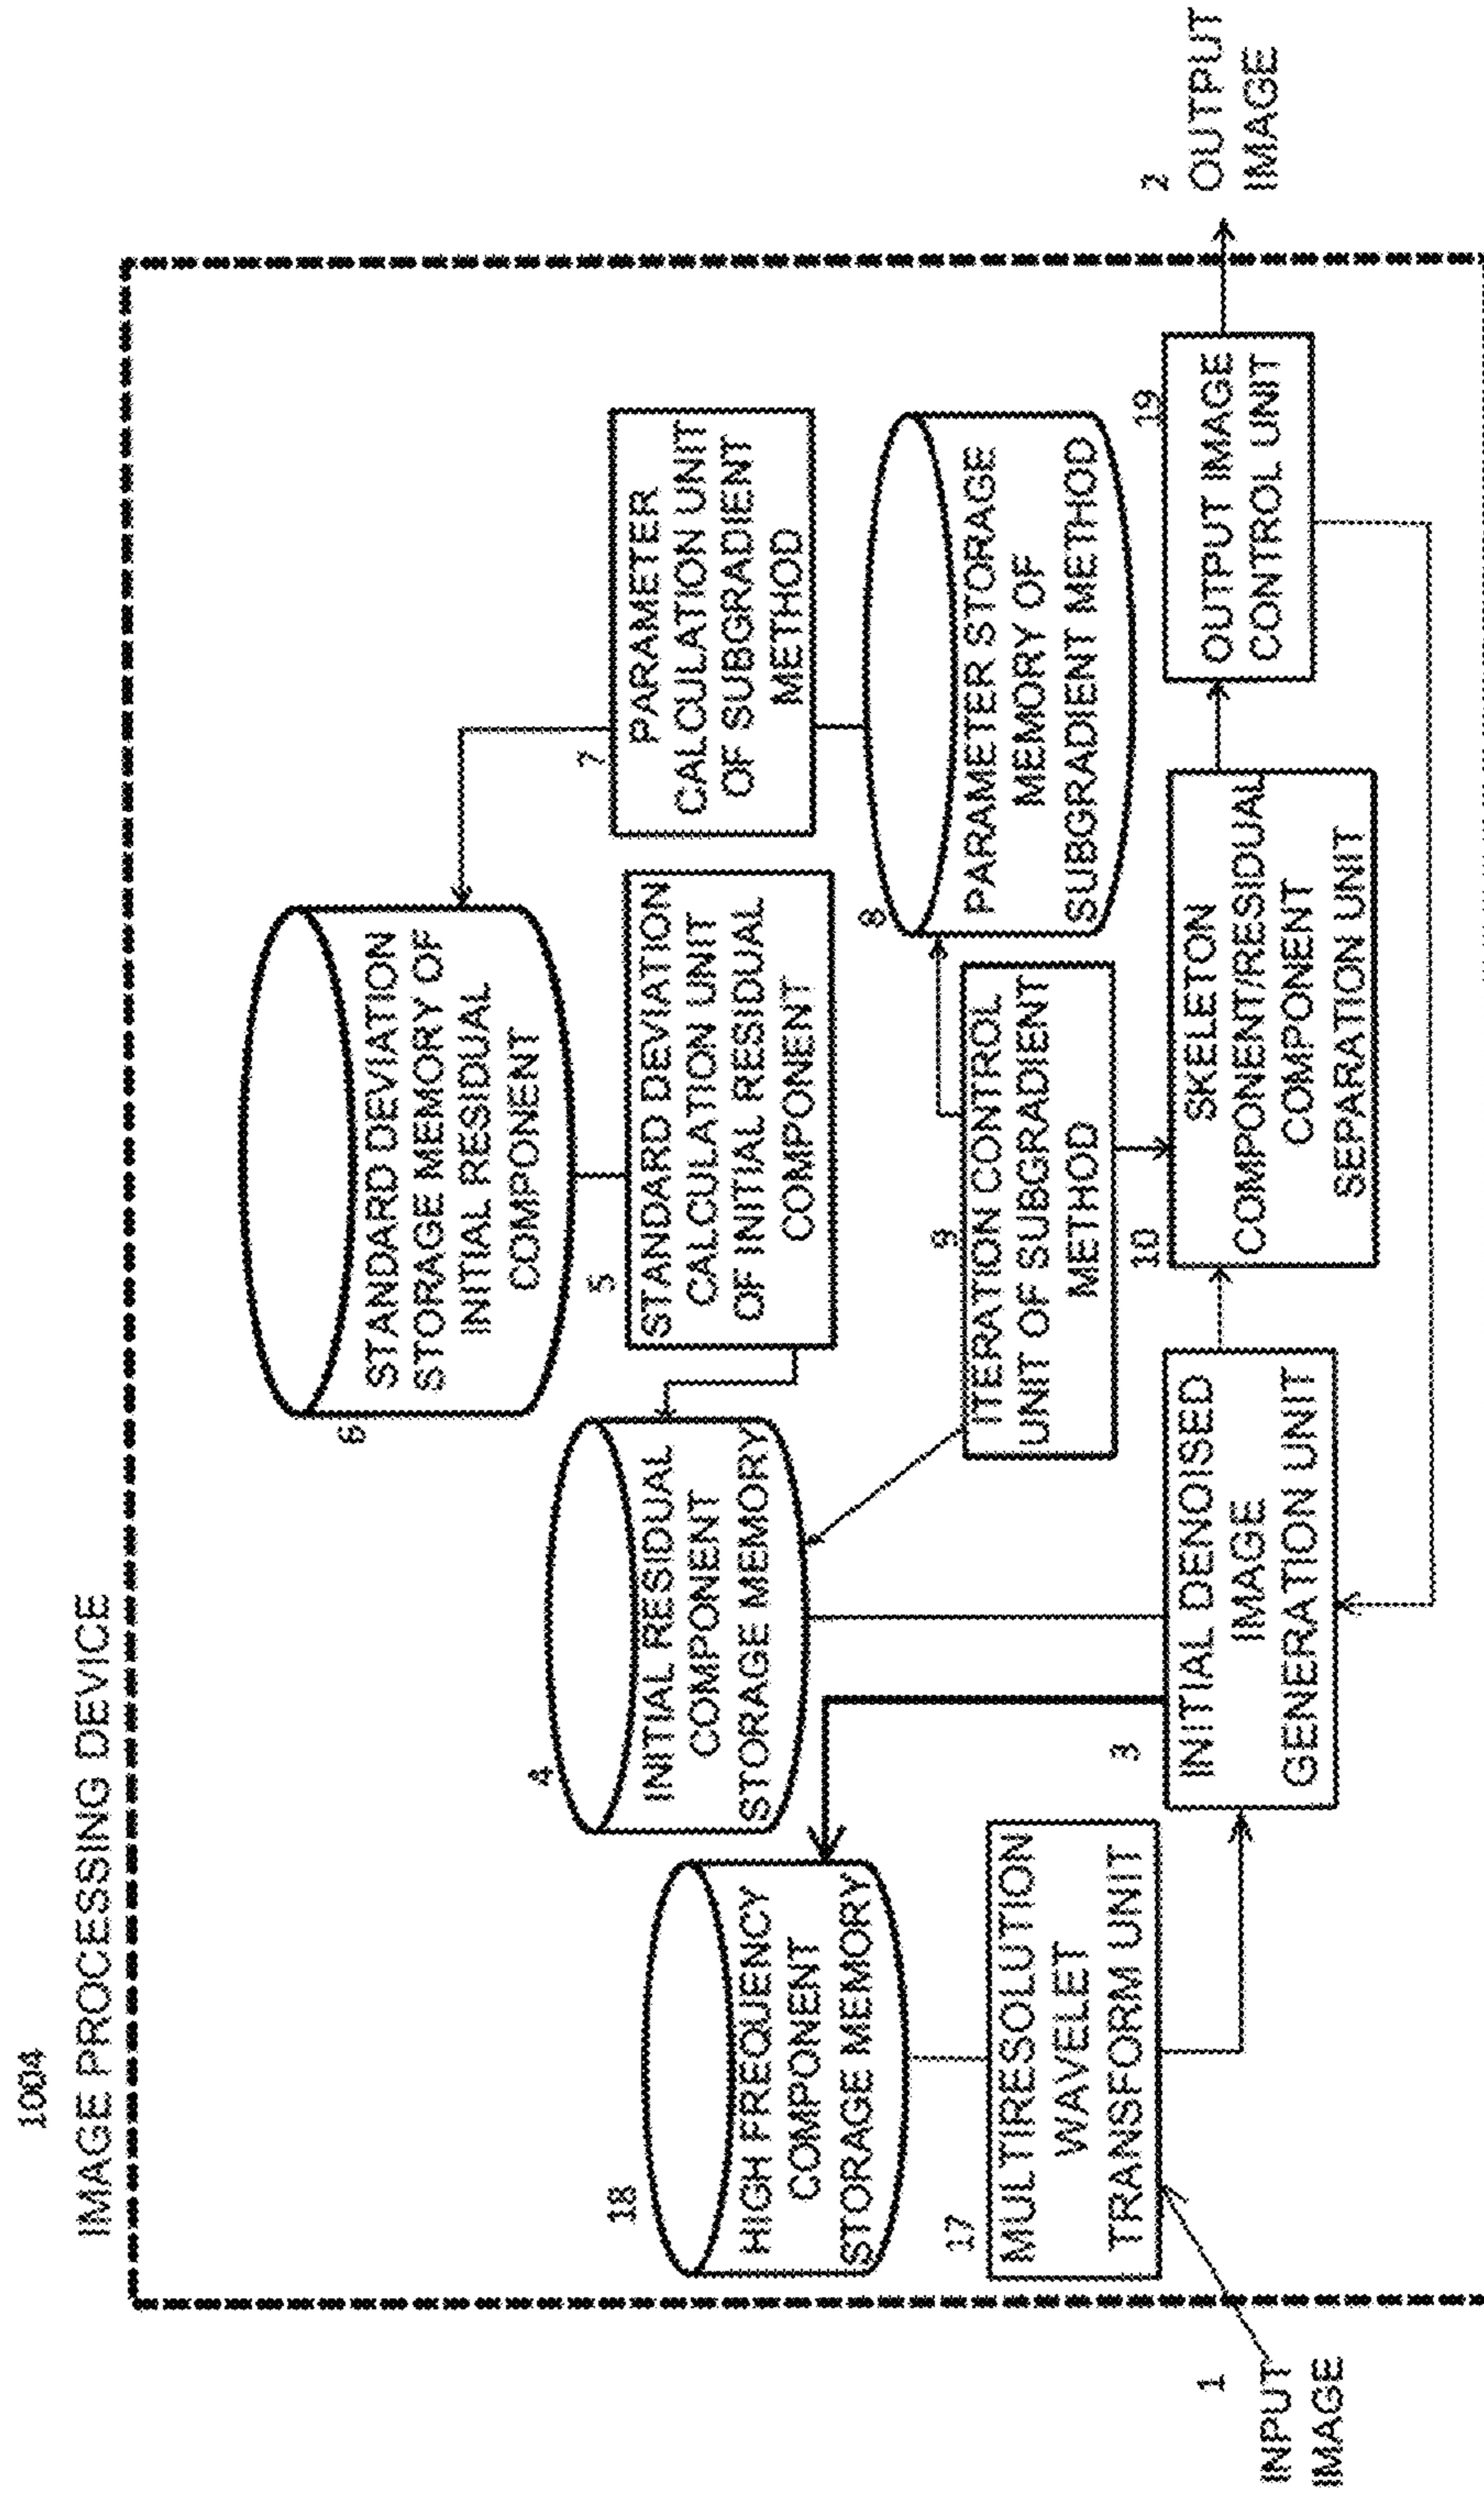 1004
IMAGE PROCESSING DEVICE
6
STANDARD DEVIATION
STORAGE MEMORY OF
INITIAL RESIDUAL
COMPONENT
4
INITIAL RESIDUAL
COMPONENT
STORAGE MEMORY
5
STANDARD DEVIATION
CALCULATION UNIT
OF INITIAL RESIDUAL
COMPONENT
7
PARAMETER
CALCULATION UNIT
OF SUBGRADIENT
METHOD
18
HIGH FREQUENCY
COMPONENT
STORAGE MEMORY
8
PARAMETER STORAGE
MEMORY OF
SUBGRADIENT METHOD
17
MULTIRESOLUTION
WAVELET
TRANSFORM UNIT
9
ITERATION CONTROL
UNIT OF SUBGRADIENT
METHOD
3
INITIAL DENOISED
IMAGE
GENERATION UNIT
10
SKELETON
COMPONENT/RESIDUAL
COMPONENT
SEPARATION UNIT
19
OUTPUT IMAGE
CONTROL UNIT
1
INPUT
IMAGE
2
OUTPUT
IMAGE